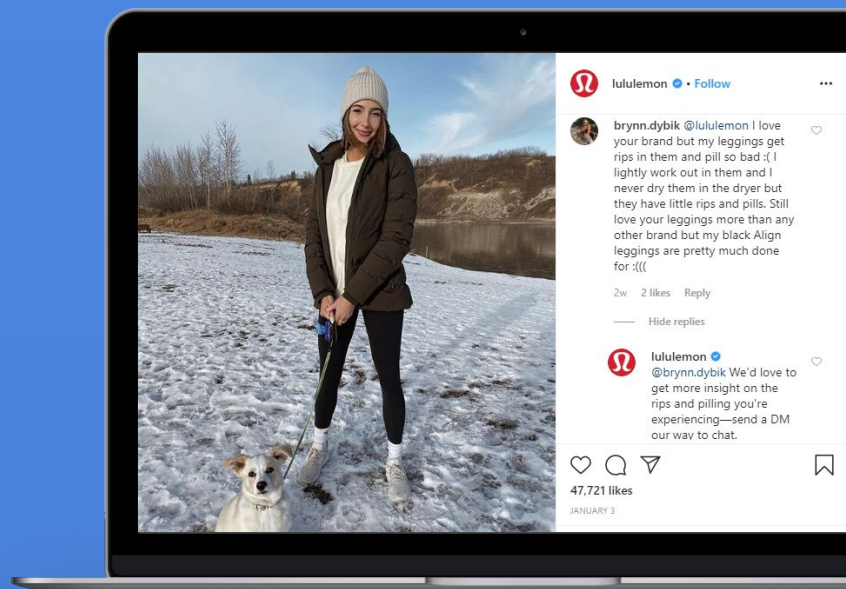 lululemon • Follow
brynn.dybik @lululemon I love
your brand but my leggings get
rips in them and pill so bad :( I
lightly work out in them and I
never dry them in the dryer but
they have little rips and pills. Still
love your leggings more than any
other brand but my black Align
leggings are pretty much done
for :(((
2w 2 likes Reply
Hide replies
lululemon
@brynn.dybik We'd love to
get more insight on the
rips and pilling you're
experiencing—send a DM
our way to chat.
47,721 likes
JANUARY 3